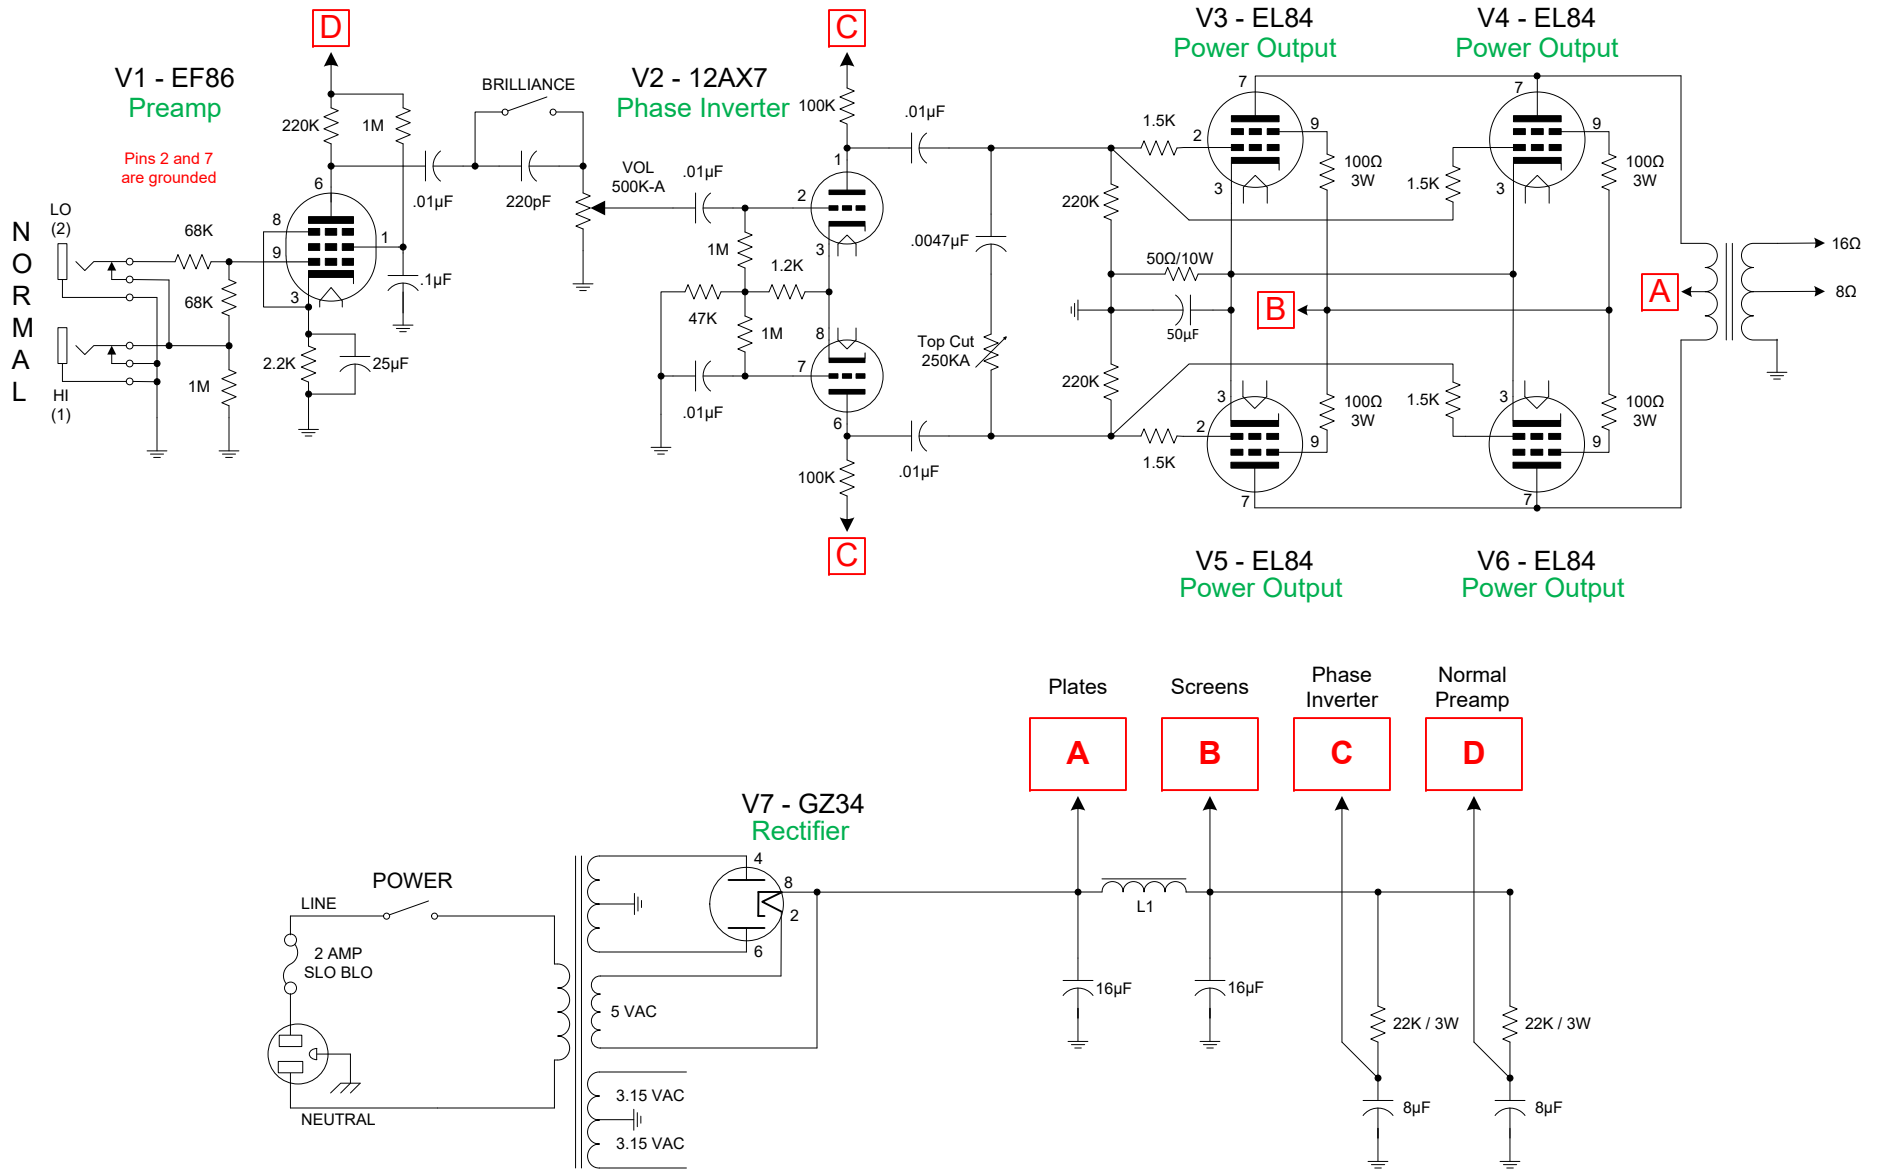 D
C
V1 - EF86
Preamp
Pins 2 and 7
are grounded
NORMAL
LO
(2)
HI
(1)
68K
68K
1M
220K
1M
6
8
9
1
3
.1µF
2.2K
25µF
.01µF
BRILLIANCE
220pF
VOL
500K-A
V2 - 12AX7
Phase Inverter
100K
.01µF
1
2
3
1M
1.2K
47K
1M
8
7
6
.01µF
100K
C
.01µF
.01µF
.0047µF
Top Cut
250KA
220K
220K
50Ω/10W
50µF
V3 - EL84
Power Output
1.5K
7
2
9
3
100Ω
3W
V4 - EL84
Power Output
1.5K
7
9
3
100Ω
3W
B
A
16Ω
8Ω
1.5K
3
2
9
7
100Ω
3W
1.5K
3
9
7
100Ω
3W
V5 - EL84
Power Output
V6 - EL84
Power Output
Plates
Screens
Phase
Inverter
Normal
Preamp
A
B
C
D
V7 - GZ34
Rectifier
4
8
2
6
POWER
LINE
2 AMP
SLO BLO
NEUTRAL
5 VAC
3.15 VAC
3.15 VAC
L1
16µF
16µF
22K / 3W
22K / 3W
8µF
8µF